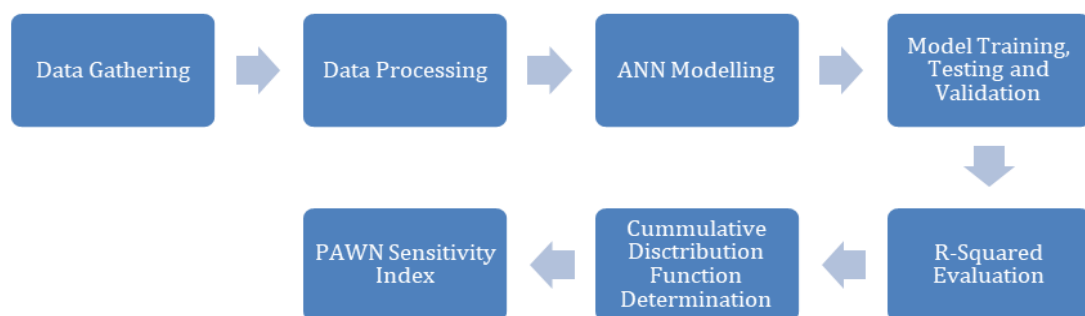 Data Gathering
Data Processing
ANN Modelling
Model Training,
Testing and
Validation
R-Squared
Evaluation
Cummulative
Disctribution
Function
Determination
PAWN Sensitivity
Index